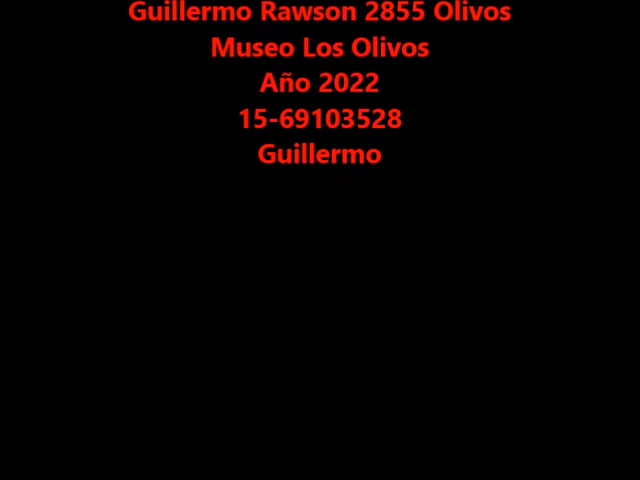 Guillermo Rawson 2855 Olivos
Museo Los Olivos
Año 2022
15-69103528
Guillermo